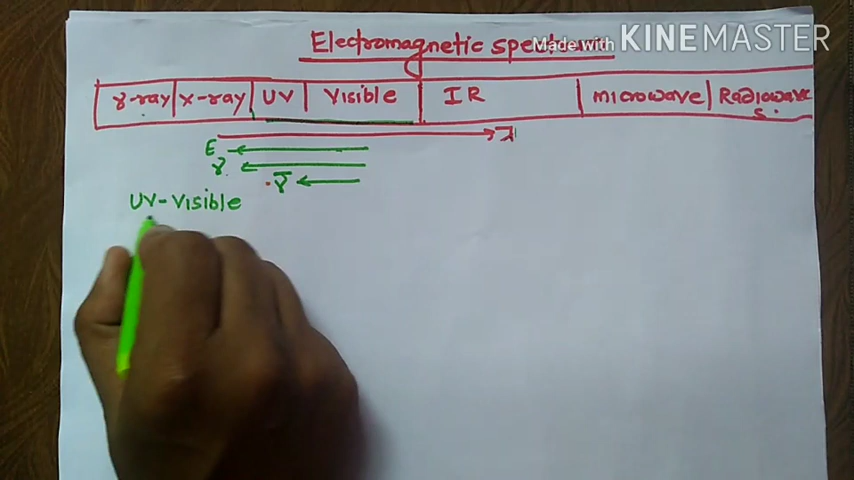 Electromagnetic spectrum
Made with KINEMASTER
γ-ray x-ray UV Visible IR microwave Radiowaves
λ
E
γ
γ̅
UV-Visible